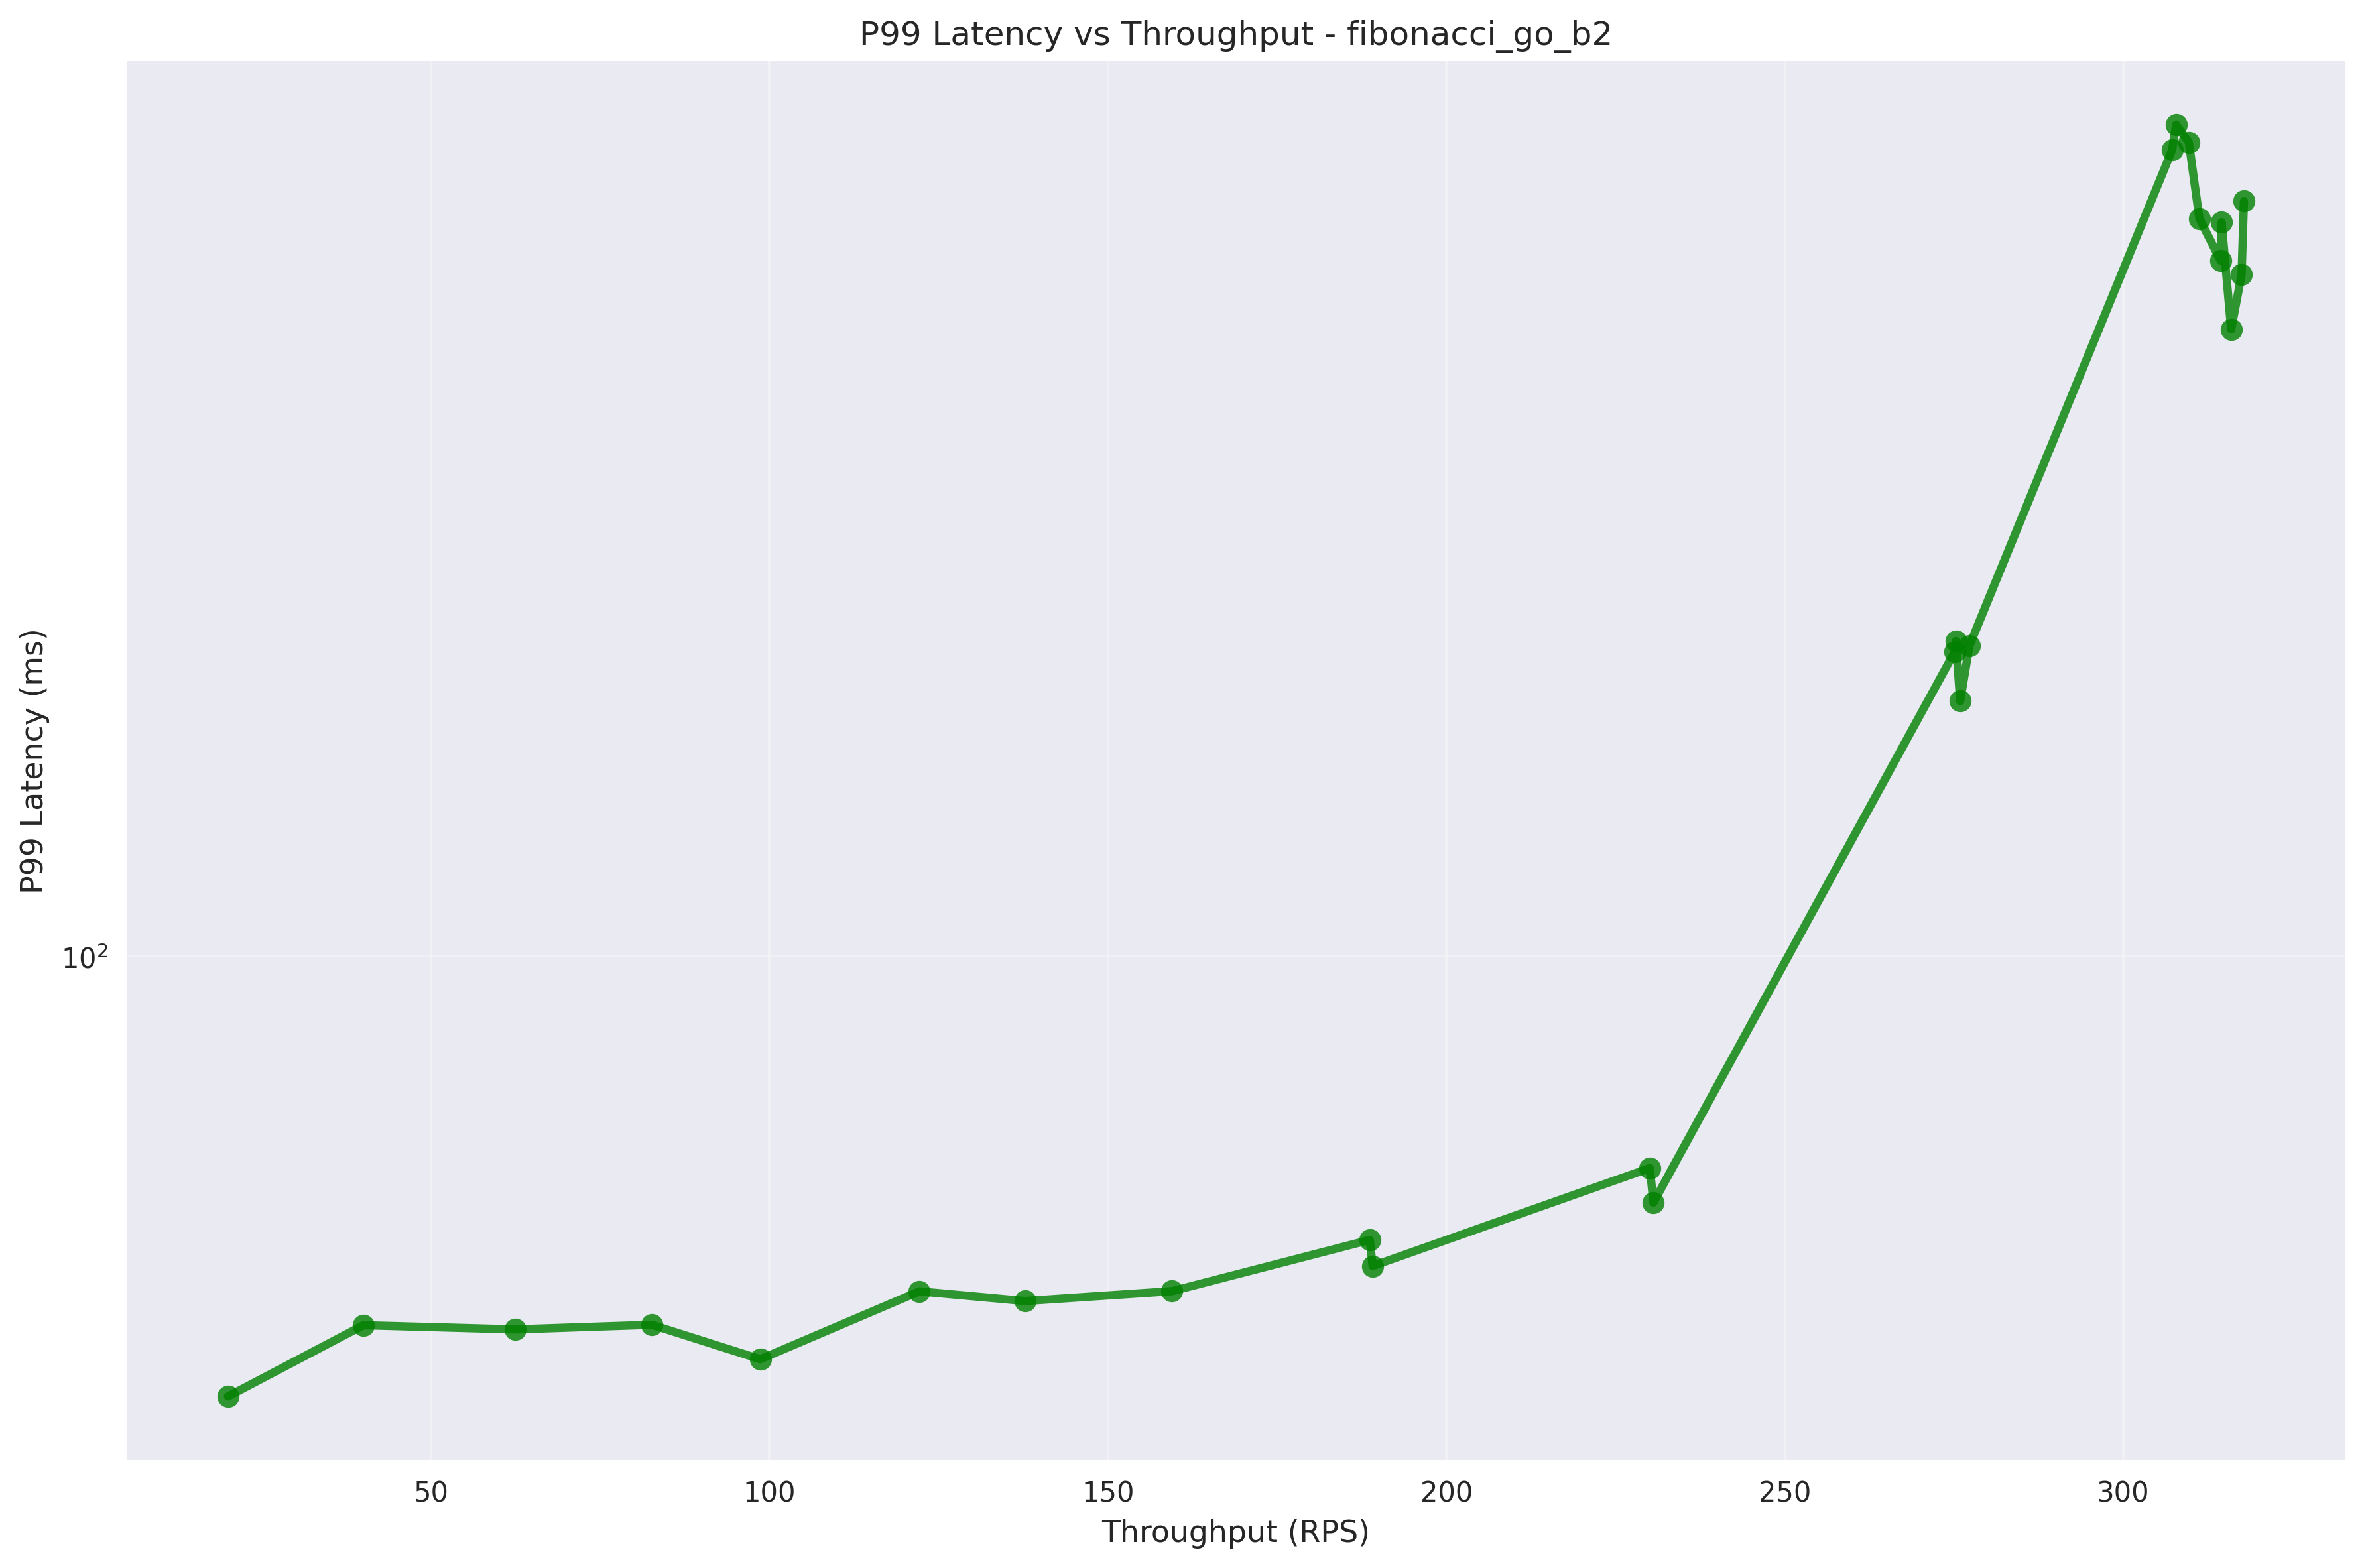 P99 Latency vs Throughput - fibonacci_go_b2
P99 Latency (ms)
10²
50 100 150 200 250 300
Throughput (RPS)